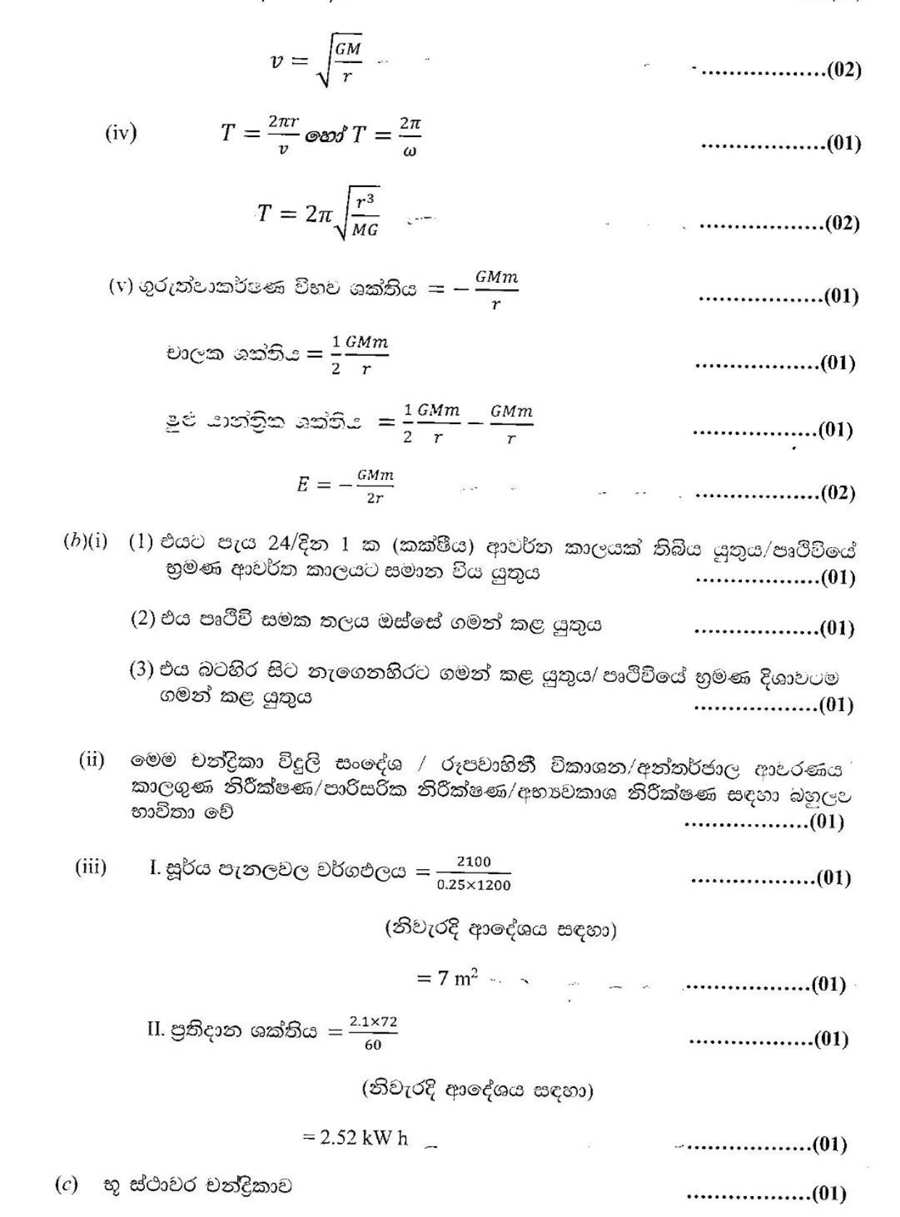 v = √(GM/r) ...................(02)
(iv) T = 2πr/v හෝ T = 2π/ω ...................(01)
T = 2π√(r³/MG) ...................(02)
(v) ගුරුත්වාකර්ෂණ විභව ශක්තිය = − GMm/r ...................(01)
චාලක ශක්තිය = 1/2 GMm/r ...................(01)
මුළු යාන්ත්‍රික ශක්තිය = 1/2 GMm/r − GMm/r ...................(01)
E = − GMm/2r ...................(02)
(b)(i) (1) එයට පැය 24/දින 1 ක (කක්ෂීය) ආවර්ත කාලයක් තිබිය යුතුය/පෘථිවියේ
භ්‍රමණ ආවර්ත කාලයට සමාන විය යුතුය ...................(01)
(2) එය පෘථිවි සමක තලය ඔස්සේ ගමන් කළ යුතුය ...................(01)
(3) එය බටහිර සිට නැගෙනහිරට ගමන් කළ යුතුය/ පෘථිවියේ භ්‍රමණ දිශාවටම
ගමන් කළ යුතුය ...................(01)
(ii) මෙම චන්ද්‍රිකා විදුලි සංදේශ / රූපවාහිනී විකාශන/අන්තර්ජාල ආවරණය
කාලගුණ නිරීක්ෂණ/පාරිසරික නිරීක්ෂණ/අභ්‍යවකාශ නිරීක්ෂණ සඳහා බහුලව
භාවිතා වේ ...................(01)
(iii) I. සූර්ය පැනලවල වර්ගඵලය = 2100/0.25×1200 ...................(01)
(නිවැරදි ආදේශය සඳහා)
= 7 m² ...................(01)
II. ප්‍රතිදාන ශක්තිය = 2.1×72/60 ...................(01)
(නිවැරදි ආදේශය සඳහා)
= 2.52 kW h ...................(01)
(c) භූ ස්ථාවර චන්ද්‍රිකාව ...................(01)